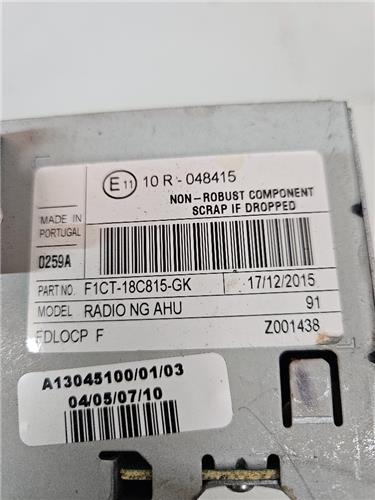 E11 10 R - 048415
NON - ROBUST COMPONENT
SCRAP IF DROPPED
MADE IN
PORTUGAL
0259A
PART NO. F1CT-18C815-GK 17/12/2015
MODEL RADIO NG AHU 91
FDLOCP F Z001438
A13045100/01/03
04/05/07/10